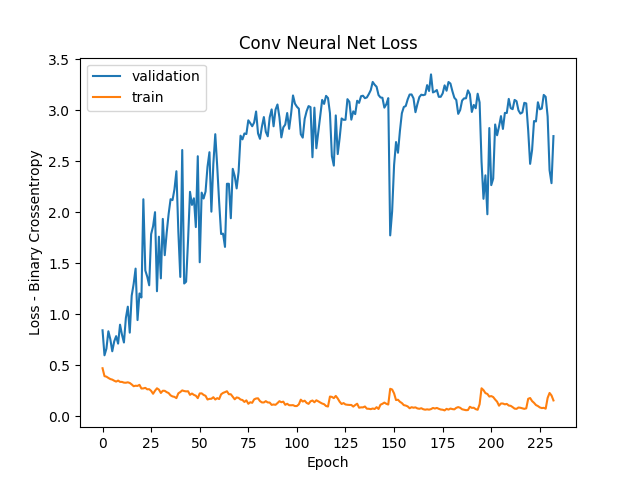 Conv Neural Net Loss
validation
train
3.5
3.0
2.5
2.0
1.5
1.0
0.5
0.0
Loss - Binary Crossentropy
0 25 50 75 100 125 150 175 200 225
Epoch